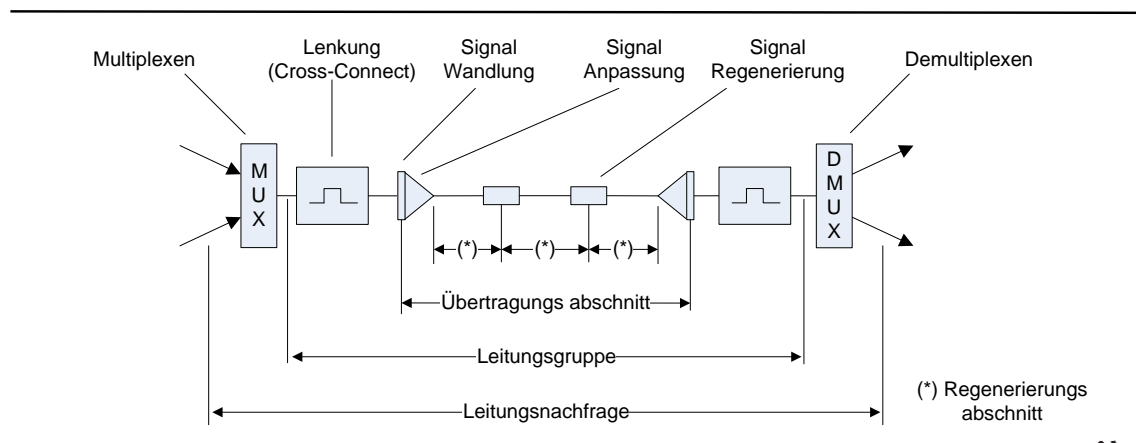 Multiplexen
Lenkung
(Cross-Connect)
Signal
Wandlung
Signal
Anpassung
Signal
Regenerierung
Demultiplexen
M
U
X
D
M
U
X
(*)
(*)
(*)
Übertragungs abschnitt
Leitungsgruppe
Leitungsnachfrage
(*) Regenerierungs
abschnitt